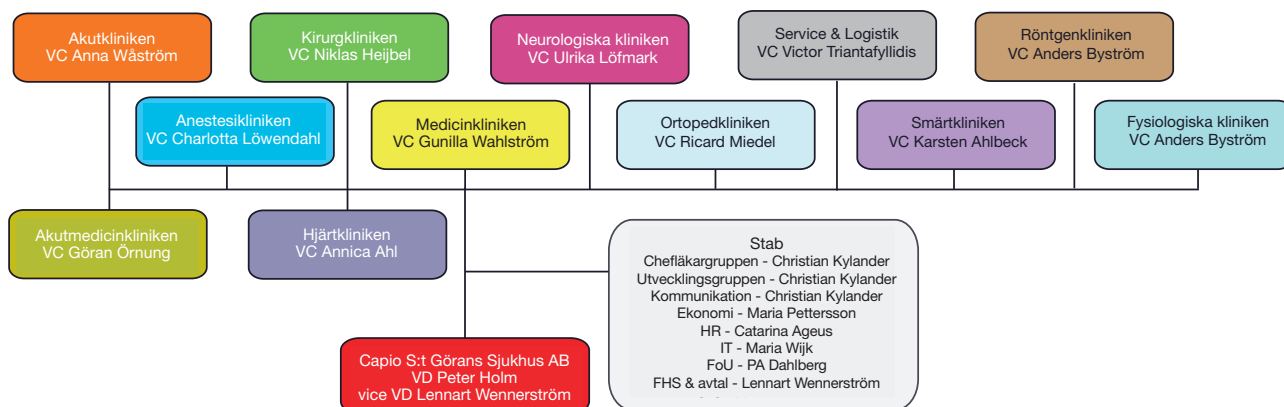 Akutkliniken
VC Anna Wåström
Kirurgkliniken
VC Niklas Heijbel
Neurologiska kliniken
VC Ulrika Löfmark
Service & Logistik
VC Victor Triantafyllidis
Röntgenkliniken
VC Anders Byström
Anestesikliniken
VC Charlotta Löwendahl
Medicinkliniken
VC Gunilla Wahlström
Ortopedkliniken
VC Ricard Miedel
Smärtkliniken
VC Karsten Ahlbeck
Fysiologiska kliniken
VC Anders Byström
Akutmedicinkliniken
VC Göran Örnung
Hjärtkliniken
VC Annica Ahl
Stab
Chefläkargruppen - Christian Kylander
Utvecklingsgruppen - Christian Kylander
Kommunikation - Christian Kylander
Ekonomi - Maria Pettersson
HR - Catarina Ageus
IT - Maria Wijk
FoU - PA Dahlberg
FHS & avtal - Lennart Wennerström
Capio S:t Görans Sjukhus AB
VD Peter Holm
vice VD Lennart Wennerström